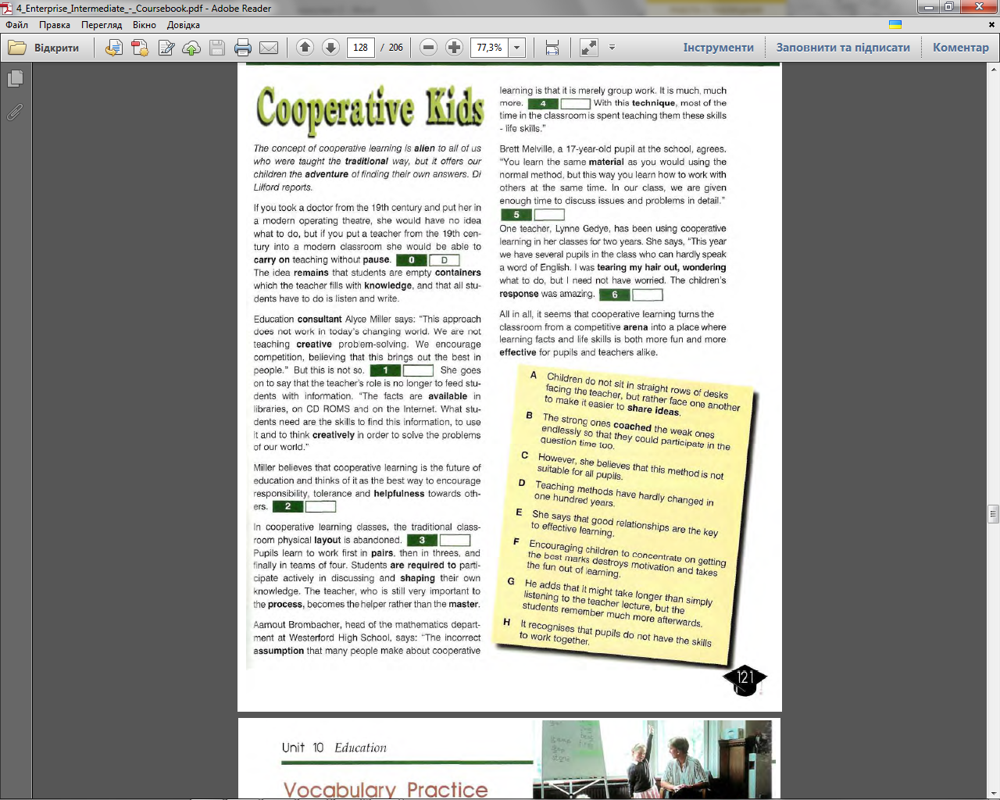 4_Enterprise_Intermediate_-_Coursebook.pdf - Adobe Reader
Файл Правка Перегляд Вікно Довідка
Відкрити 128 / 206 77,3% Інструменти Заповнити та підписати Коментар
Cooperative Kids
The concept of cooperative learning is alien to all of us
who were taught the traditional way, but it offers our
children the adventure of finding their own answers. Di
Lilford reports.
If you took a doctor from the 19th century and put her in
a modern operating theatre, she would have no idea
what to do, but if you put a teacher from the 19th cen-
tury into a modern classroom she would be able to
carry on teaching without pause. 0 D
The idea remains that students are empty containers
which the teacher fills with knowledge, and that all stu-
dents have to do is listen and write.
Education consultant Alyce Miller says: “This approach
does not work in today's changing world. We are not
teaching creative problem-solving. We encourage
competition, believing that this brings out the best in
people.” But this is not so. 1 She goes
on to say that the teacher's role is no longer to feed stu-
dents with information. “The facts are available in
libraries, on CD ROMS and on the Internet. What stu-
dents need are the skills to find this information, to use
it and to think creatively in order to solve the problems
of our world.”
Miller believes that cooperative learning is the future of
education and thinks of it as the best way to encourage
responsibility, tolerance and helpfulness towards oth-
ers. 2
In cooperative learning classes, the traditional class-
room physical layout is abandoned. 3
Pupils learn to work first in pairs, then in threes, and
finally in teams of four. Students are required to parti-
cipate actively in discussing and shaping their own
knowledge. The teacher, who is still very important to
the process, becomes the helper rather than the master.
Aarnout Brombacher, head of the mathematics depart-
ment at Westerford High School, says: “The incorrect
assumption that many people make about cooperative
learning is that it is merely group work. It is much, much
more. 4 With this technique, most of the
time in the classroom is spent teaching them these skills
- life skills.”
Brett Melville, a 17-year-old pupil at the school, agrees.
“You learn the same material as you would using the
normal method, but this way you learn how to work with
others at the same time. In our class, we are given
enough time to discuss issues and problems in detail.”
5
One teacher, Lynne Gedye, has been using cooperative
learning in her classes for two years. She says, “This year
we have several pupils in the class who can hardly speak
a word of English. I was tearing my hair out, wondering
what to do, but I need not have worried. The children's
response was amazing. 6
All in all, it seems that cooperative learning turns the
classroom from a competitive arena into a place where
learning facts and life skills is both more fun and more
effective for pupils and teachers alike.
A Children do not sit in straight rows of desks
facing the teacher, but rather face one another
to make it easier to share ideas.
B The strong ones coached the weak ones
endlessly so that they could participate in the
question time too.
C However, she believes that this method is not
suitable for all pupils.
D Teaching methods have hardly changed in
one hundred years.
E She says that good relationships are the key
to effective learning.
F Encouraging children to concentrate on getting
the best marks destroys motivation and takes
the fun out of learning.
G He adds that it might take longer than simply
listening to the teacher lecture, but the
students remember much more afterwards.
H It recognises that pupils do not have the skills
to work together.
121
Unit 10 Education
Vocabulary Practice